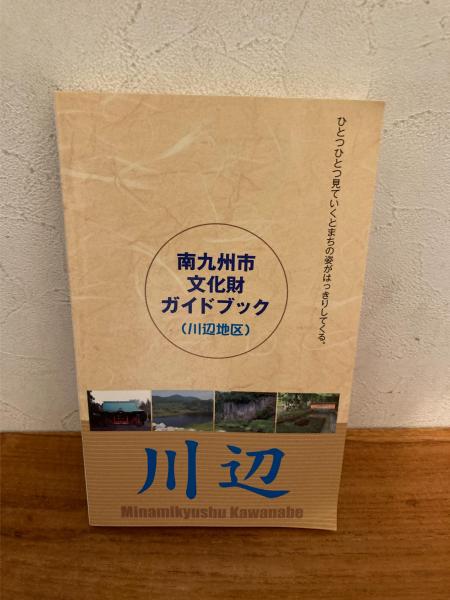 ひとつひとつ見ていくとまちの姿がはっきりしてくる。
南九州市
文化財
ガイドブック
(川辺地区)
川辺
Minamikyushu Kawanabe